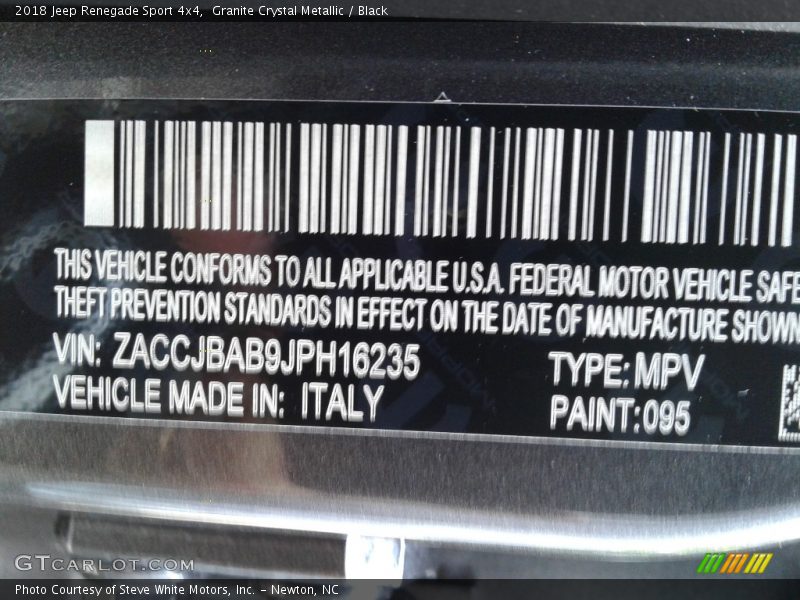 2018 Jeep Renegade Sport 4x4,  Granite Crystal Metallic / Black
THIS VEHICLE CONFORMS TO ALL APPLICABLE U.S.A. FEDERAL MOTOR VEHICLE SAFE
THEFT PREVENTION STANDARDS IN EFFECT ON THE DATE OF MANUFACTURE SHOWN
VIN: ZACCJBAB9JPH16235
TYPE: MPV
VEHICLE MADE IN: ITALY
PAINT: 095
GTCARLOT.COM
Photo Courtesy of Steve White Motors, Inc. – Newton, NC